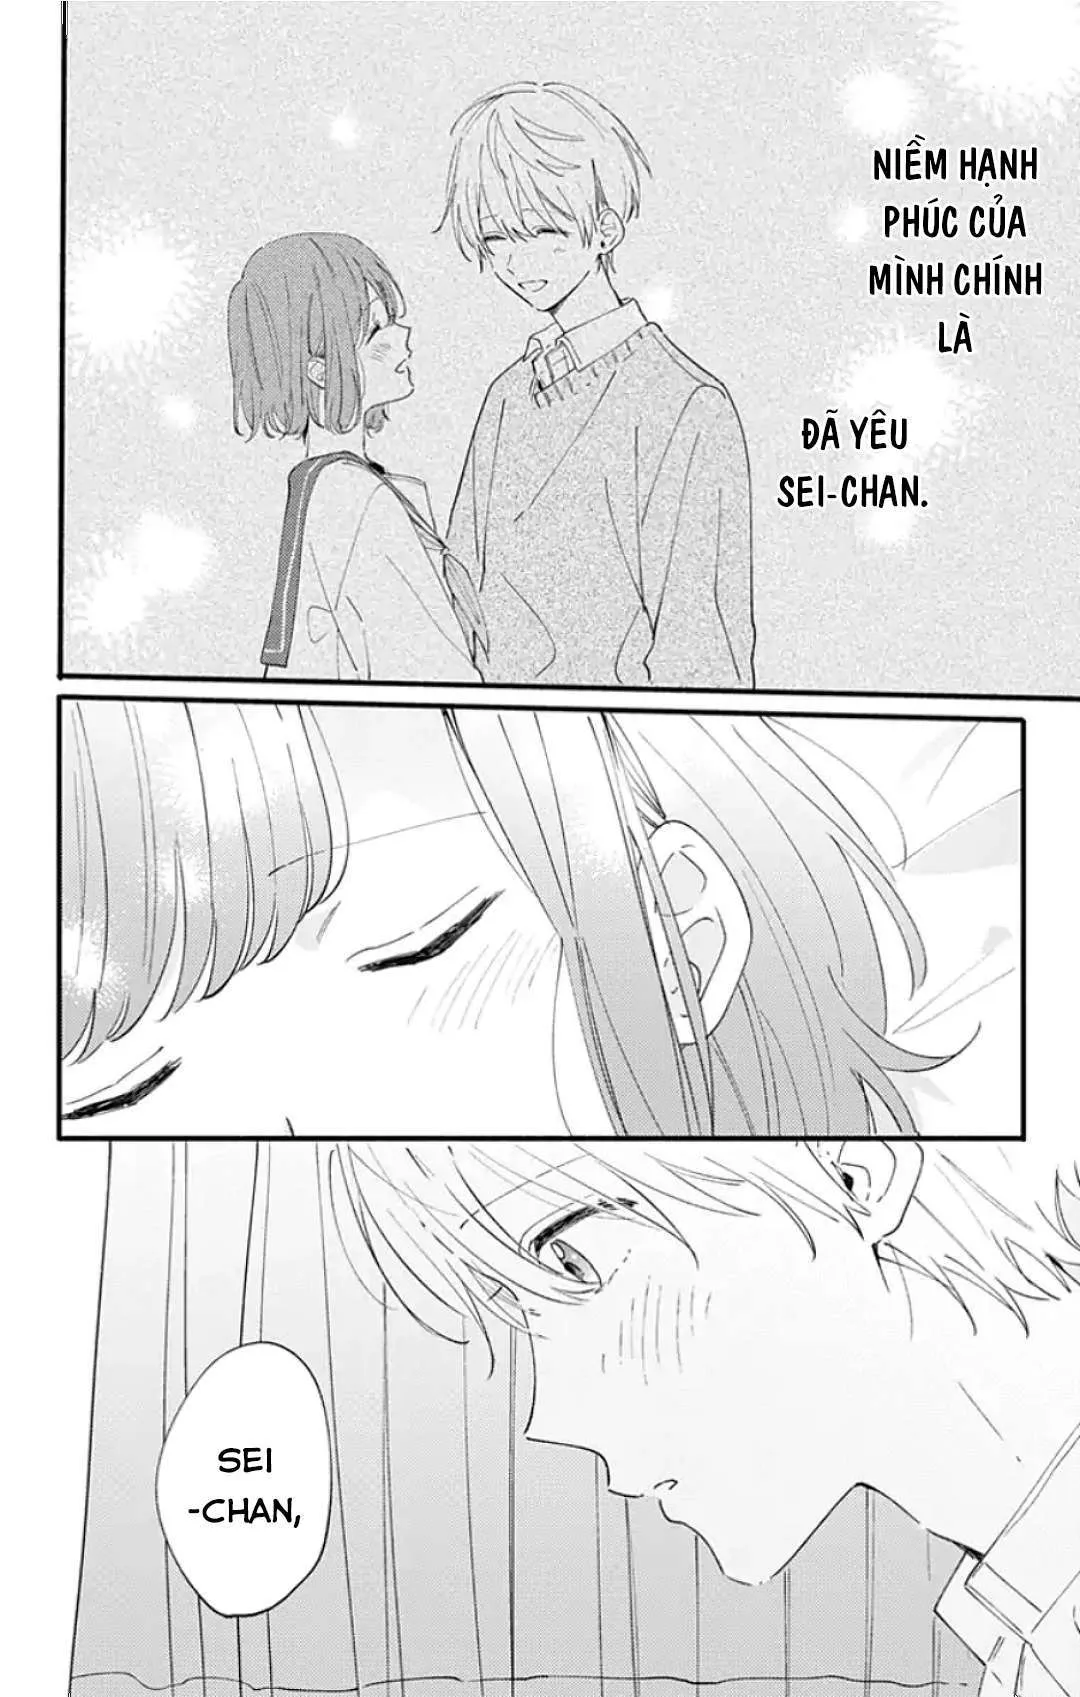 NIỀM HẠNH
PHÚC CỦA
MÌNH CHÍNH
LÀ
ĐÃ YÊU
SEI-CHAN.
SEI
-CHAN,